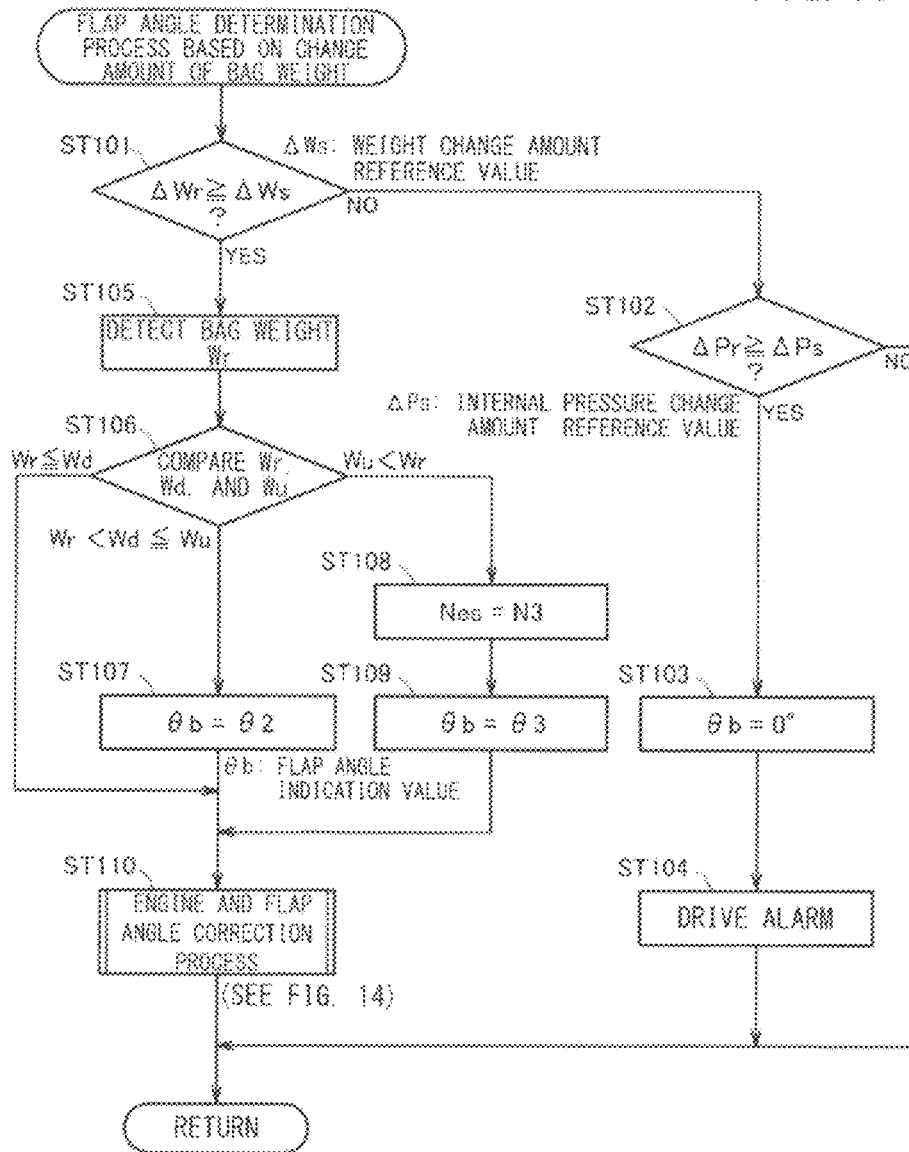 FLAP ANGLE DETERMINATION
PROCESS BASED ON CHANGE
AMOUNT OF BAG WEIGHT
ST101
ΔWs: WEIGHT CHANGE AMOUNT
REFERENCE VALUE
ΔWr≧ΔWs
?
NO
YES
ST105
DETECT BAG WEIGHT
Wr
ST102
ΔPr≧ΔPs
?
NO
YES
ΔPs: INTERNAL PRESSURE CHANGE
AMOUNT REFERENCE VALUE
ST106
Wr≦Wd
COMPARE Wr,
Wd, AND Wu
Wu<Wr
Wr<Wd≦Wu
ST108
Nes = N3
ST107
θb = θ2
ST109
θb = θ3
ST103
θb = 0°
θb: FLAP ANGLE
INDICATION VALUE
ST110
ENGINE AND FLAP
ANGLE CORRECTION
PROCESS
(SEE FIG. 14)
ST104
DRIVE ALARM
RETURN